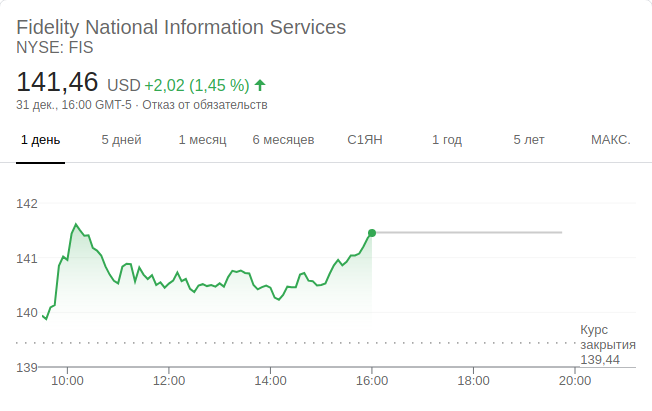 Fidelity National Information Services
NYSE: FIS
141,46 USD +2,02 (1,45 %)
31 дек., 16:00 GMT-5 · Отказ от обязательств
1 день 5 дней 1 месяц 6 месяцев С1ЯН 1 год 5 лет МАКС.
142
141
140
Курс
закрытия
139,44
139
10:00 12:00 14:00 16:00 18:00 20:00